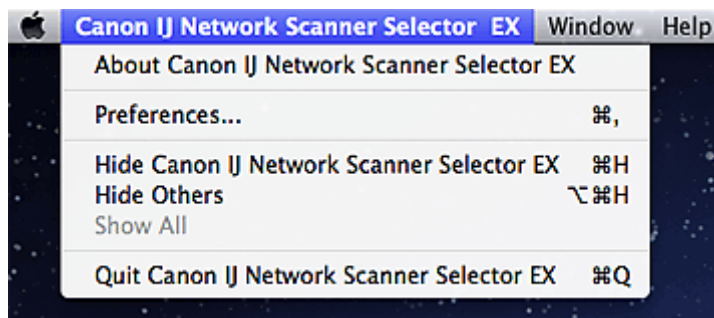 Canon IJ Network Scanner Selector EX Window Help
About Canon IJ Network Scanner Selector EX
Preferences... ⌘,
Hide Canon IJ Network Scanner Selector EX ⌘H
Hide Others ⌥⌘H
Show All
Quit Canon IJ Network Scanner Selector EX ⌘Q